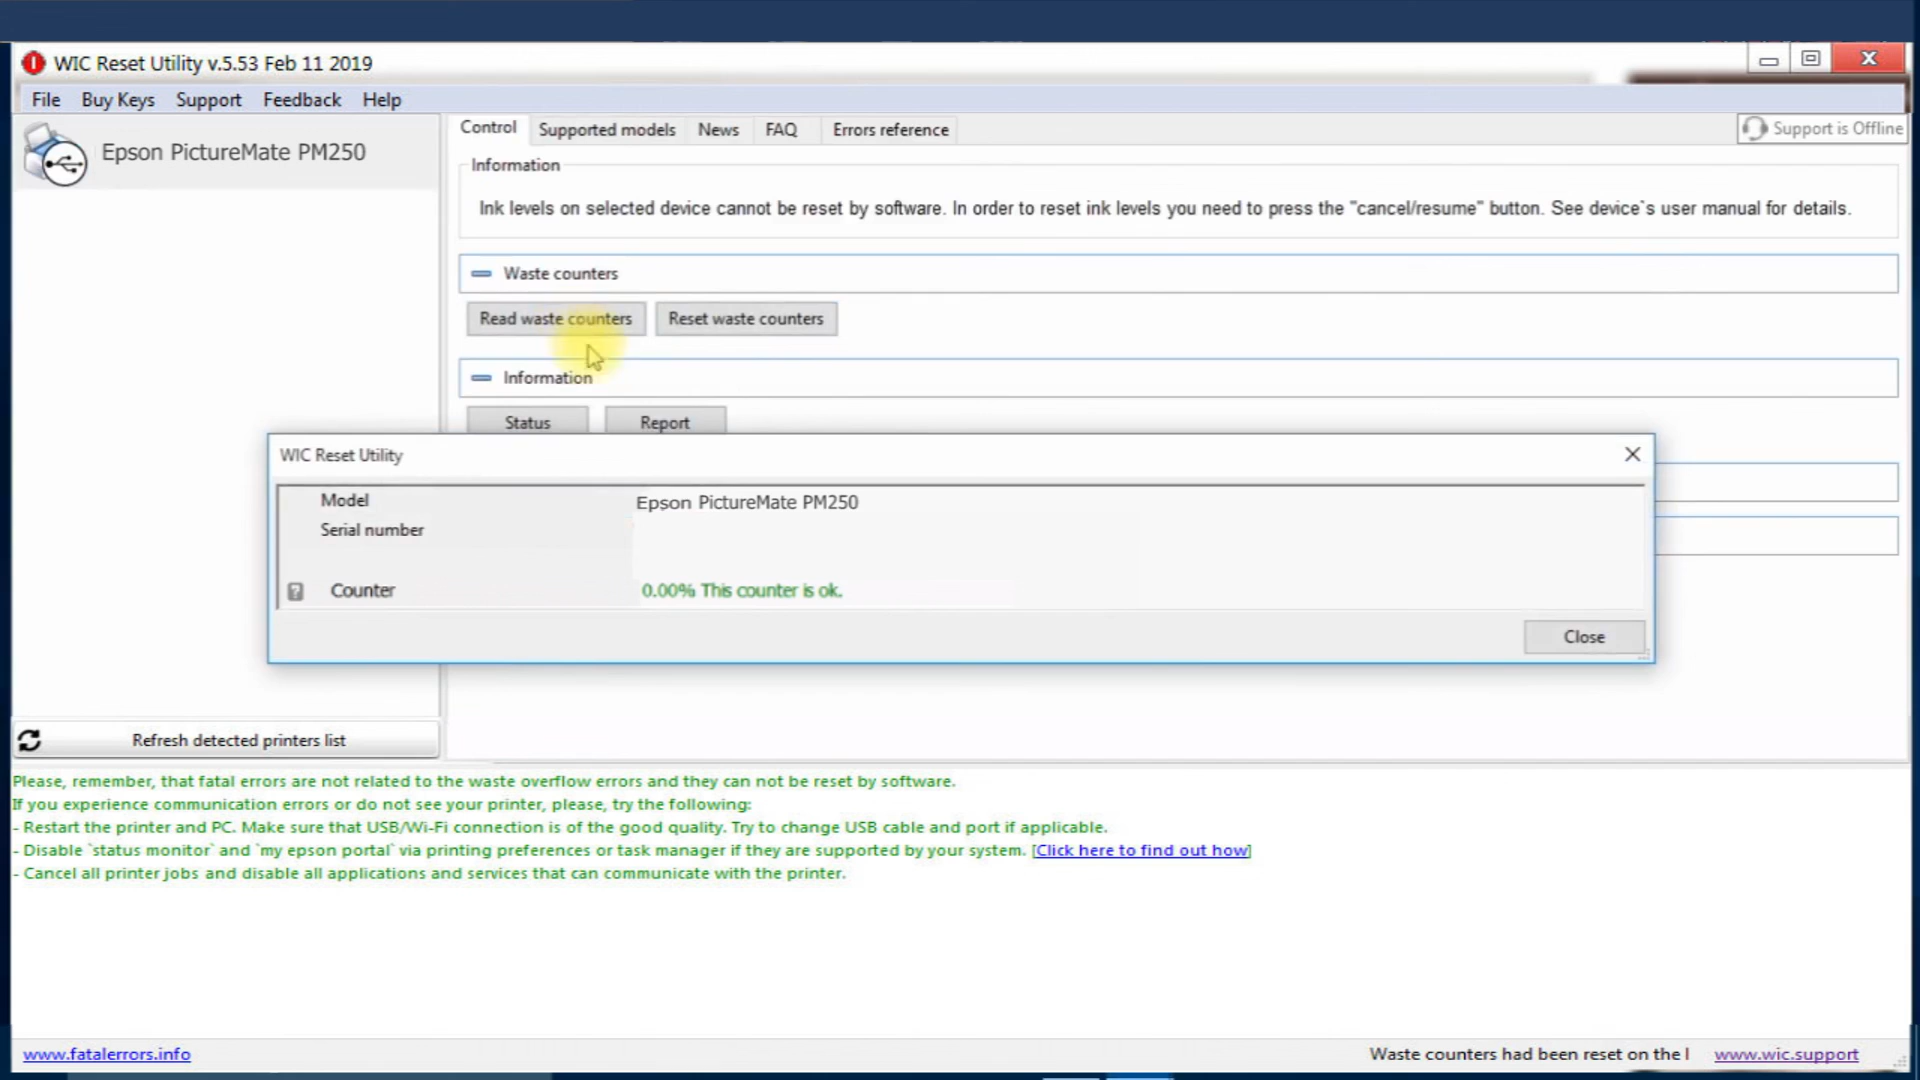 WIC Reset Utility v.5.53 Feb 11 2019
File Buy Keys Support Feedback Help
Epson PictureMate PM250
Control Supported models News FAQ Errors reference
Support is Offline
Information
Ink levels on selected device cannot be reset by software. In order to reset ink levels you need to press the "cancel/resume" button. See device`s user manual for details.
Waste counters
Read waste counters Reset waste counters
Information
Status Report
WIC Reset Utility
Model Epson PictureMate PM250
Serial number
Counter 0.00% This counter is ok.
Close
Refresh detected printers list
Please, remember, that fatal errors are not related to the waste overflow errors and they can not be reset by software.
If you experience communication errors or do not see your printer, please, try the following:
- Restart the printer and PC. Make sure that USB/Wi-Fi connection is of the good quality. Try to change USB cable and port if applicable.
- Disable `status monitor` and `my epson portal` via printing preferences or task manager if they are supported by your system. [Click here to find out how]
- Cancel all printer jobs and disable all applications and services that can communicate with the printer.
www.fatalerrors.info
Waste counters had been reset on the
www.wic.support